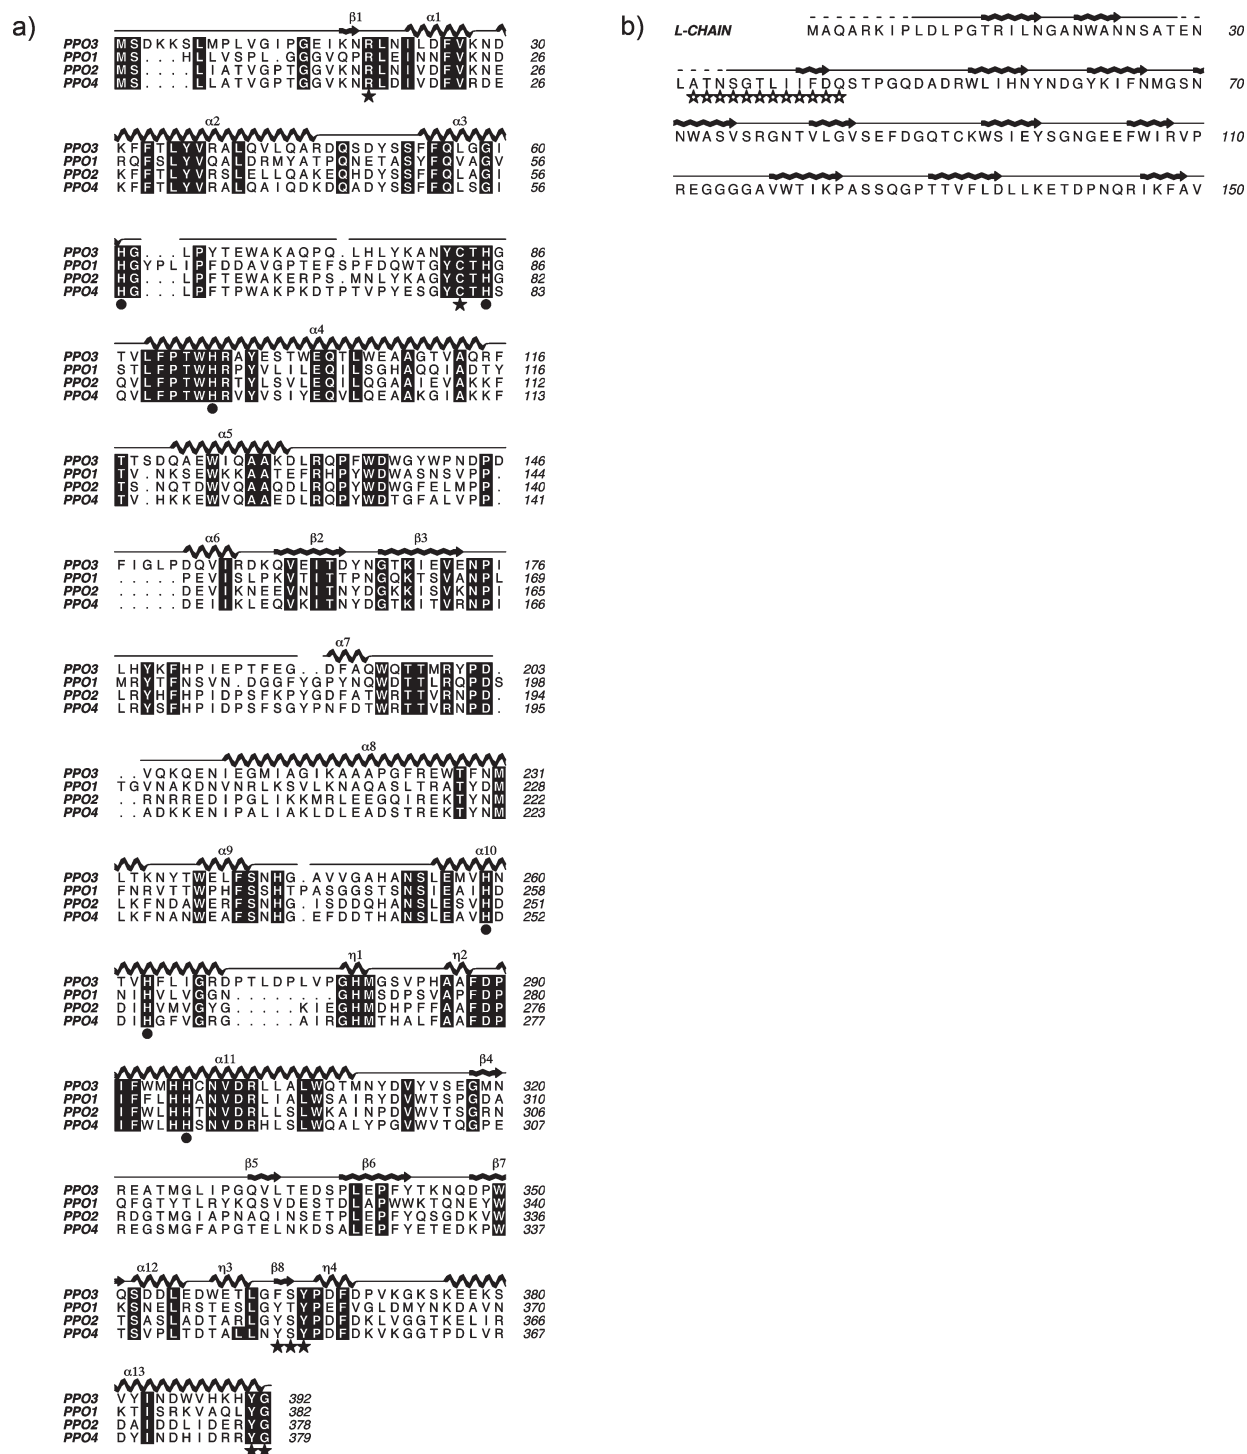 a)
β1 α1
PPO3 MSDKKSLMPLVGIPGEIKNRLNILDFVKND 30
PPO1 MS...HLLVSPL.GGGVQPRLEINNFVKND 26
PPO2 MS....LIATVGPTGGVKNRLNIVDFVKNE 26
PPO4 MS....LLATVGPTGGVKNRLDIVDFVRDE 26
α2 α3
PPO3 KFFTLYVRALQVLQARDQSDYSSFFQLGGI 60
PPO1 RQFSLYVQALDRMYATPQNETASYFQVAGV 56
PPO2 KFFTLYVRSLELLQAKEQHDYSSFFQLAGI 56
PPO4 KFFTLYVRALQAIQDKDQADYSSFFQLSGI 56
PPO3 HG...LPYTEWAKAQPQ.LHLYKANYCTHG 86
PPO1 HGYPLIPFDDAVGPTEFSPFDQWTGYCTHG 86
PPO2 HG...LPFTEWAKERPS.MNLYKAGYCTHG 82
PPO4 HG...LPFTPWAKPKDTPTVPYESGYCTHS 83
α4
PPO3 TVLFPTWHRAYESTWEQTLWEAAGTVAQRF 116
PPO1 STLFPTWHRPYVLILEQILSGHAQQIADTY 116
PPO2 QVLFPTWHRTYLSVLEQILQGAAIEVAKKF 112
PPO4 QVLFPTWHRVYVSIYEQVLQEAAKGIAKKF 113
α5
PPO3 TTSDQAEWIQAAKDLRQPFWDWGYWPNDPD 146
PPO1 TV.NKSEWKKAATEFRHPYWDWASNSVPP. 144
PPO2 TS.NQTDWVQAAQDLRQPYWDWGFELMPP. 140
PPO4 TV.HKKEWVQAAEDLRQPYWDTGFALVPP. 141
α6 β2 β3
PPO3 FIGLPDQVIRDKQVEITDYNGTKIEVENPI 176
PPO1 .....PEVISLPKVTITTPNGQKTSVANPL 169
PPO2 .....DEVIKNEEVNITNYDGKKISVKNPI 165
PPO4 .....DEIIKLEQVKITNYDGTKITVRNPI 166
α7
PPO3 LHYKFHPIEPTFEG..DFAQWQTTMRYPD. 203
PPO1 MRYTFNSVN.DGGFYGPYNQWDTTLRQPDS 198
PPO2 LRYHFHPIDPSFKPYGDFATWRTTVRNPD. 194
PPO4 LRYSFHPIDPSFSGYPNFDTWRTTVRNPD. 195
α8
PPO3 ..VQKQENIEGMIAGIKAAAPGFREWTFNM 231
PPO1 TGVNAKDNVNRLKSVLKNAQASLTRATYDM 228
PPO2 ..RNRREDIPGLIKKMRLEEGQIREKTYNM 222
PPO4 ..ADKKENIPALIAKLDLEADSTREKTYNM 223
α9 α10
PPO3 LTKNYTWELFSNHG.AVVGAHANSLEMVHN 260
PPO1 FNRVTTWPHFSSHTPASGGSTSNSIEAIHD 258
PPO2 LKFNDAWERFSNHG.ISDDQHANSLESVHD 251
PPO4 LKFNANWEAFSNHG.EFDDTHANSLEAVHD 252
η1 η2
PPO3 TVHFLIGRDPTLDPLVPGHMGSVPHAAFDP 290
PPO1 NIHVLVGGN........GHMSDPSVAPFDP 280
PPO2 DIHVMVGYG.....KIEGHMDHPFFAAFDP 276
PPO4 DIHGFVGRG.....AIRGHMTHALFAAFDP 277
α11 β4
PPO3 IFWMHHCNVDRLLALWQTMNYDVYVSEGMN 320
PPO1 IFFLHHANVDRLIALWSAIRYDVWTSPGDA 310
PPO2 IFWLHHTNVDRLLSLWKAINPDVWVTSGRN 306
PPO4 IFWLHHSNVDRHLSLWQALYPGVWVTQGPE 307
β5 β6 β7
PPO3 REATMGLIPGQVLTEDSPLEPFYTKNQDPW 350
PPO1 QFGTYTLRYKQSVDESTDLAPWWKTQNEYW 340
PPO2 RDGTMGIAPNAQINSETPLEPFYQSGDKVW 336
PPO4 REGSMGFAPGTELNKDSALEPFYETEDKPW 337
α12 η3 β8 η4
PPO3 QSDDLEDWETLGFSYPDFDPVKGKSKEEKS 380
PPO1 KSNELRSTESLGYTYPEFVGLDMYNKDAVN 370
PPO2 TSASLADTARLGYSYPDFDKLVGGTKELIR 366
PPO4 TSVPLTDTALLNYSYPDFDKVKGGTPDLVR 367
α13
PPO3 VYINDWVHKHYG 392
PPO1 KTISRKVAQLYG 382
PPO2 DAIDDLIDERYG 378
PPO4 DYINDHIDRRYG 379
b)
L-CHAIN MAQARKIPLDLPGTRILNGANWANNSATEN 30
LATNSGTLIIFDQSTPGQDADRWLIHNYNDGYKIFNMGSN 70
NWASVSRGNTVLGVSEFDGQTCKWSIEYSGNGEEFWIRVP 110
REGGGGAVWTIKPASSQGPTTVFLDLLKETDPNQRIKFAV 150